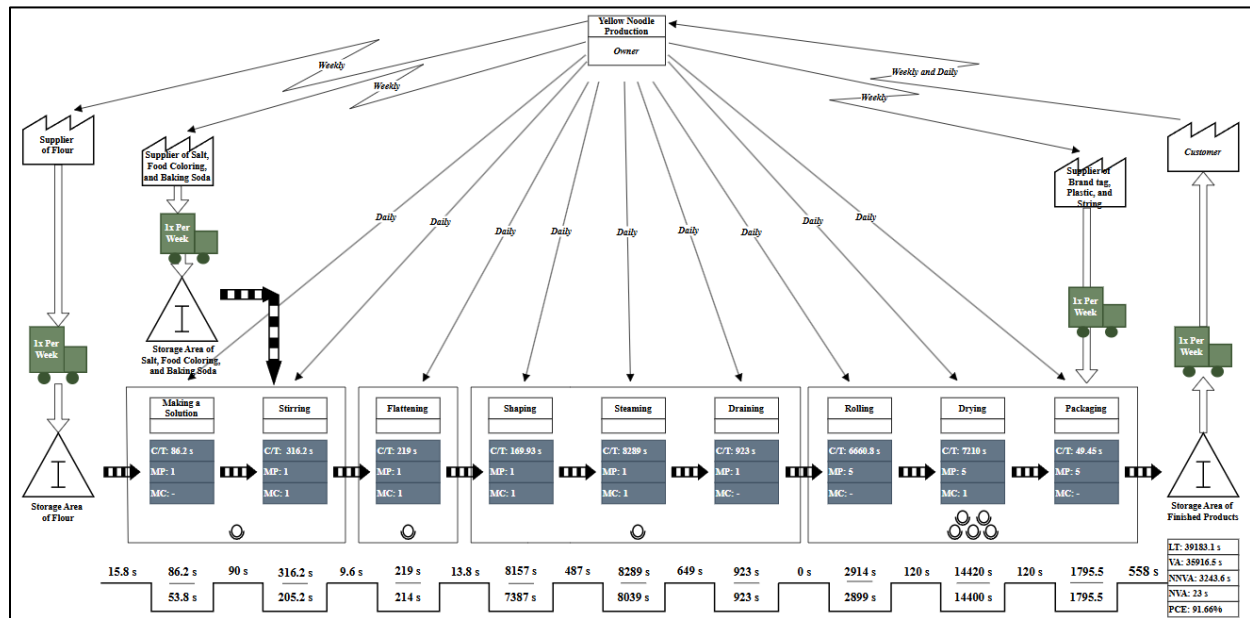 Yellow Noodle
Production
Owner
Weekly
Weekly
Weekly and Daily
Weekly
Supplier
of Flour
Supplier of Salt,
Food Coloring,
and Baking Soda
Supplier of
Brand tag,
Plastic, and
String
Customer
1x Per
Week
Daily
Daily
Daily
Daily
Daily
Daily
Daily
Daily
Daily
1x Per
Week
1x Per
Week
1x Per
Week
Storage Area of
Salt, Food Coloring,
and Baking Soda
Making a
Solution
Stirring
Flattening
Shaping
Steaming
Draining
Rolling
Drying
Packaging
C/T: 86.2 s
MP: 1
MC: -
C/T: 316.2 s
MP: 1
MC: 1
C/T: 219 s
MP: 1
MC: 1
C/T: 169.93 s
MP: 1
MC: 1
C/T: 8289 s
MP: 1
MC: 1
C/T: 923 s
MP: 1
MC: -
C/T: 6660.8 s
MP: 5
MC: -
C/T: 7210 s
MP: 5
MC: 1
C/T: 49.45 s
MP: 5
MC: -
Storage Area
of Flour
Storage Area of
Finished Products
15.8 s 86.2 s 90 s 316.2 s 9.6 s 219 s 13.8 s 8157 s 487 s 8289 s 649 s 923 s 0 s 2914 s 120 s 14420 s 120 s 1795.5 558 s
53.8 s 205.2 s 214 s 7387 s 8039 s 923 s 2899 s 14400 s 1795.5 s
LT: 39183.1 s
VA: 35916.5 s
NNVA: 3243.6 s
NVA: 23 s
PCE: 91.66%